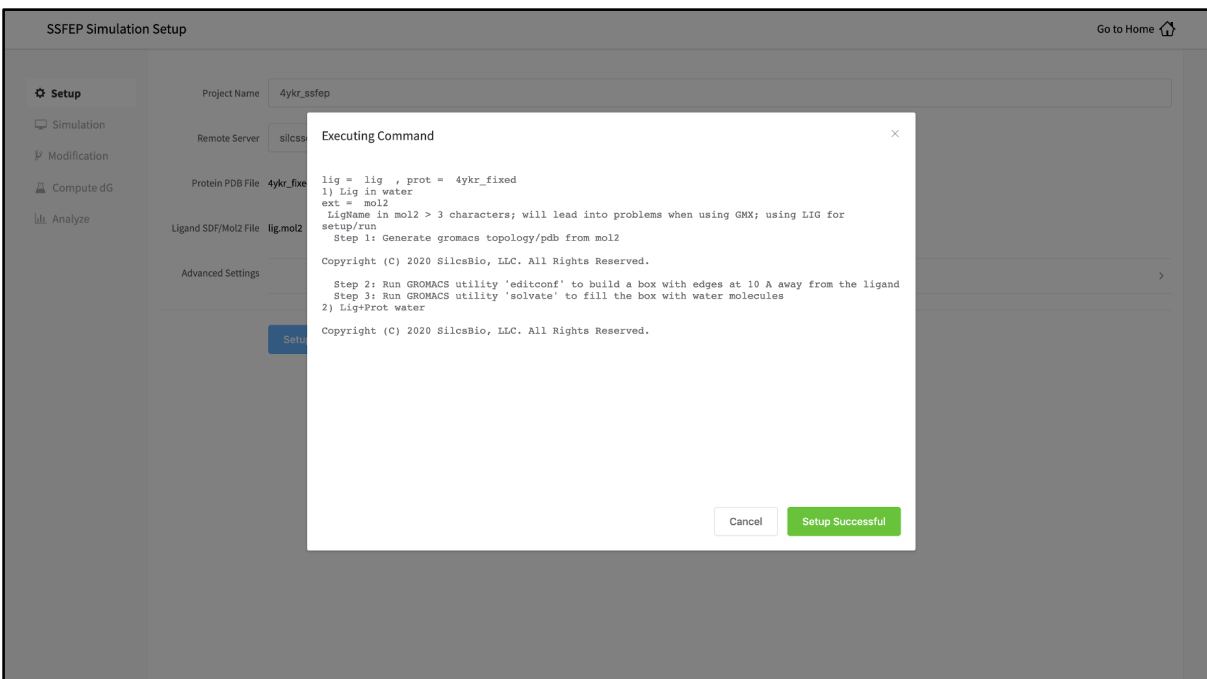 SSFEP Simulation Setup
Go to Home
Setup
Simulation
Modification
Compute dG
Analyze
Project Name 4ykr_ssfep
Remote Server
Protein PDB File
Ligand SDF/Mol2 File lig.mol2
Advanced Settings
Executing Command
lig = lig , prot = 4ykr_fixed
1) Lig in water
ext = mol2
LigName in mol2 > 3 characters; will lead into problems when using GMX; using LIG for
setup/run
Step 1: Generate gromacs topology/pdb from mol2
Copyright (C) 2020 SilcsBio, LLC. All Rights Reserved.
Step 2: Run GROMACS utility 'editconf' to build a box with edges at 10 A away from the ligand
Step 3: Run GROMACS utility 'solvate' to fill the box with water molecules
2) Lig+Prot water
Copyright (C) 2020 SilcsBio, LLC. All Rights Reserved.
Cancel
Setup Successful